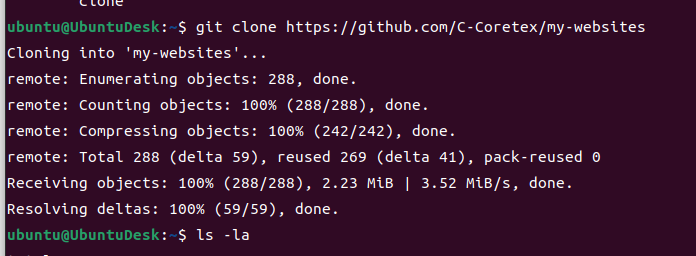 clone
ubuntu@UbuntuDesk:~$ git clone https://github.com/C-Coretex/my-websites
Cloning into 'my-websites'...
remote: Enumerating objects: 288, done.
remote: Counting objects: 100% (288/288), done.
remote: Compressing objects: 100% (242/242), done.
remote: Total 288 (delta 59), reused 269 (delta 41), pack-reused 0
Receiving objects: 100% (288/288), 2.23 MiB | 3.52 MiB/s, done.
Resolving deltas: 100% (59/59), done.
ubuntu@UbuntuDesk:~$ ls -la